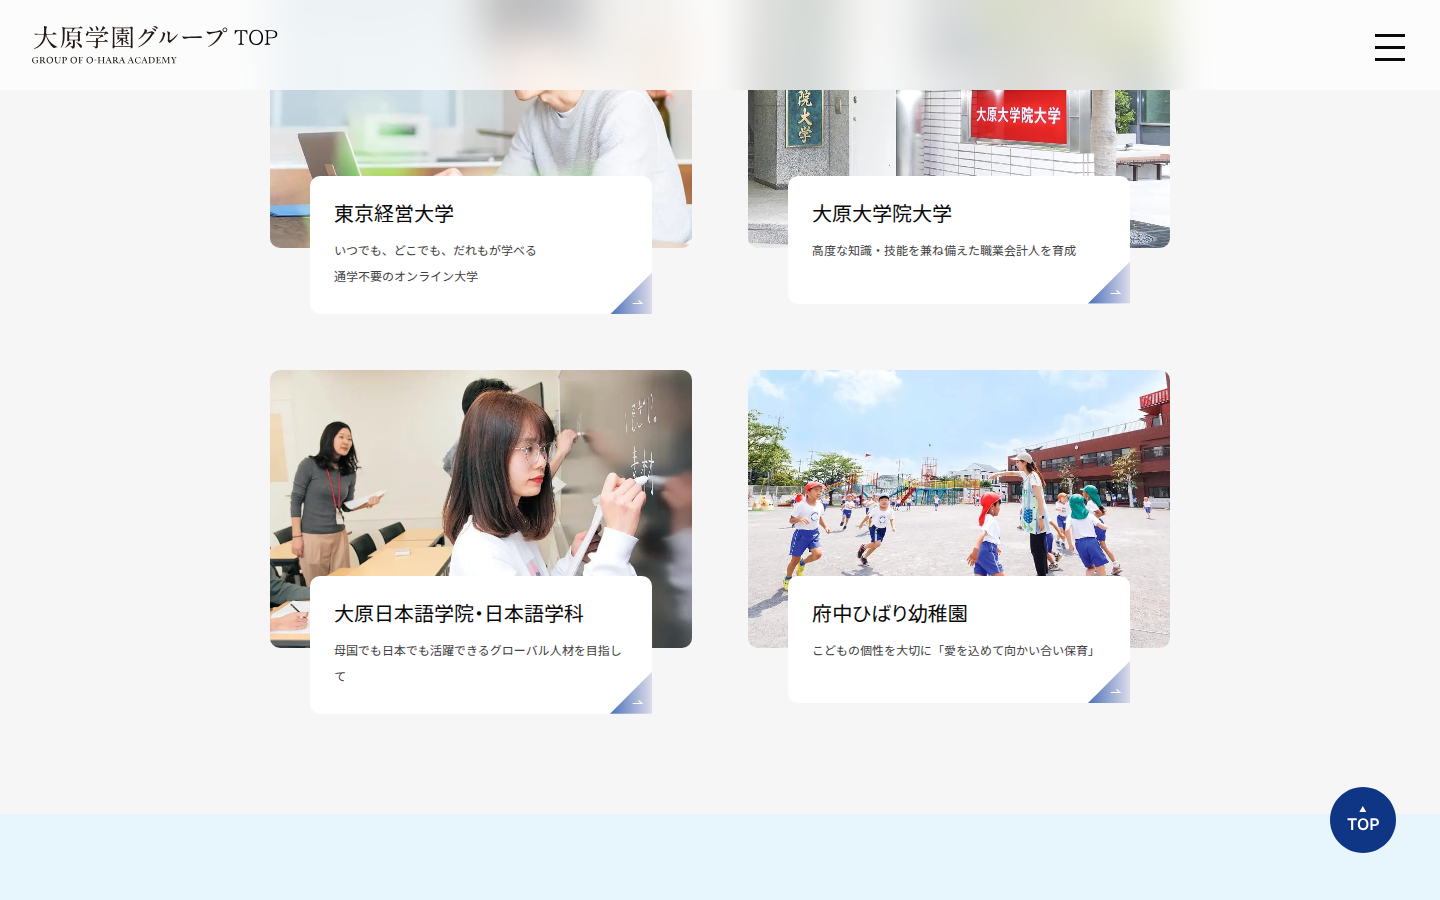 大原学園グループ TOP
GROUP OF O-HARA ACADEMY
院大学
大原大学院大学
東京経営大学
いつでも、どこでも、だれもが学べる
通学不要のオンライン大学
大原大学院大学
高度な知識・技能を兼ね備えた職業会計人を育成
大原日本語学院・日本語学科
母国でも日本でも活躍できるグローバル人材を目指し
て
府中ひばり幼稚園
こどもの個性を大切に「愛を込めて向かい合い保育」
TOP